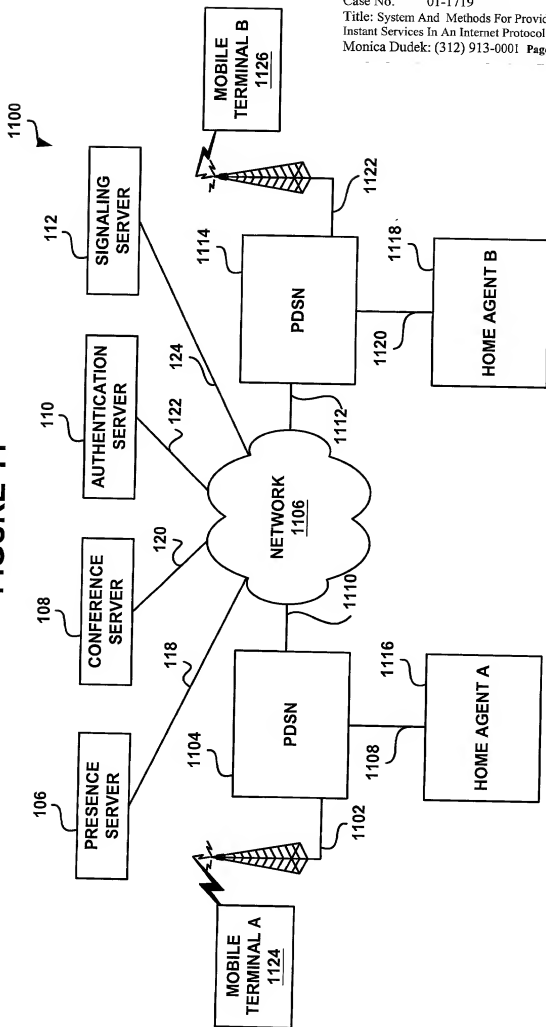 Case No. 01-1719
Title: System And Methods For Provid
Instant Services In An Internet Protocol
Monica Dudek: (312) 913-0001 Page
1100
106
PRESENCE
SERVER
108
CONFERENCE
SERVER
110
AUTHENTICATION
SERVER
112
SIGNALING
SERVER
118
120
122
124
MOBILE
TERMINAL A
1124
1102
1104
PDSN
1110
NETWORK
1106
1112
1114
PDSN
1122
MOBILE
TERMINAL B
1126
1108
1116
HOME AGENT A
1120
1118
HOME AGENT B